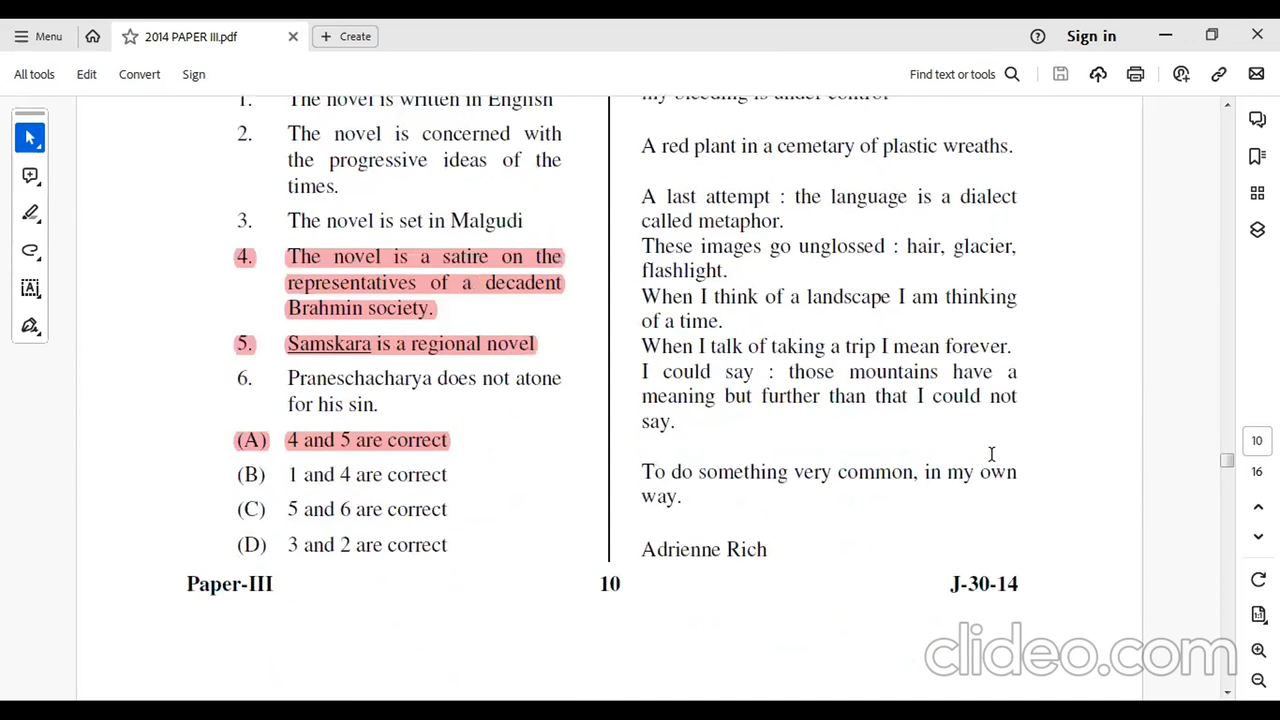 Menu
2014 PAPER III.pdf
Create
Sign in
All tools
Edit
Convert
Sign
Find text or tools
1. The novel is written in English
2. The novel is concerned with
the progressive ideas of the
times.
3. The novel is set in Malgudi
4. The novel is a satire on the
representatives of a decadent
Brahmin society.
5. Samskara is a regional novel
6. Praneschacharya does not atone
for his sin.
(A) 4 and 5 are correct
(B) 1 and 4 are correct
(C) 5 and 6 are correct
(D) 3 and 2 are correct
my bleeding is under control
A red plant in a cemetary of plastic wreaths.
A last attempt : the language is a dialect
called metaphor.
These images go unglossed : hair, glacier,
flashlight.
When I think of a landscape I am thinking
of a time.
When I talk of taking a trip I mean forever.
I could say : those mountains have a
meaning but further than that I could not
say.
To do something very common, in my own
way.
Adrienne Rich
Paper-III
10
J-30-14
10
16
clideo.com